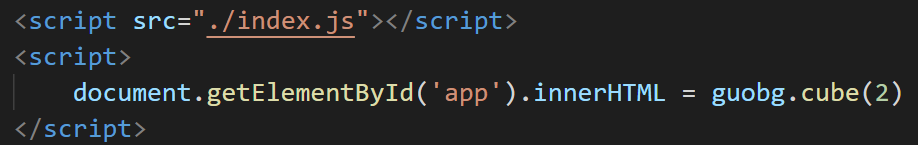 <script src="./index.js"></script>
<script>
document.getElementById('app').innerHTML = guobg.cube(2)
</script>